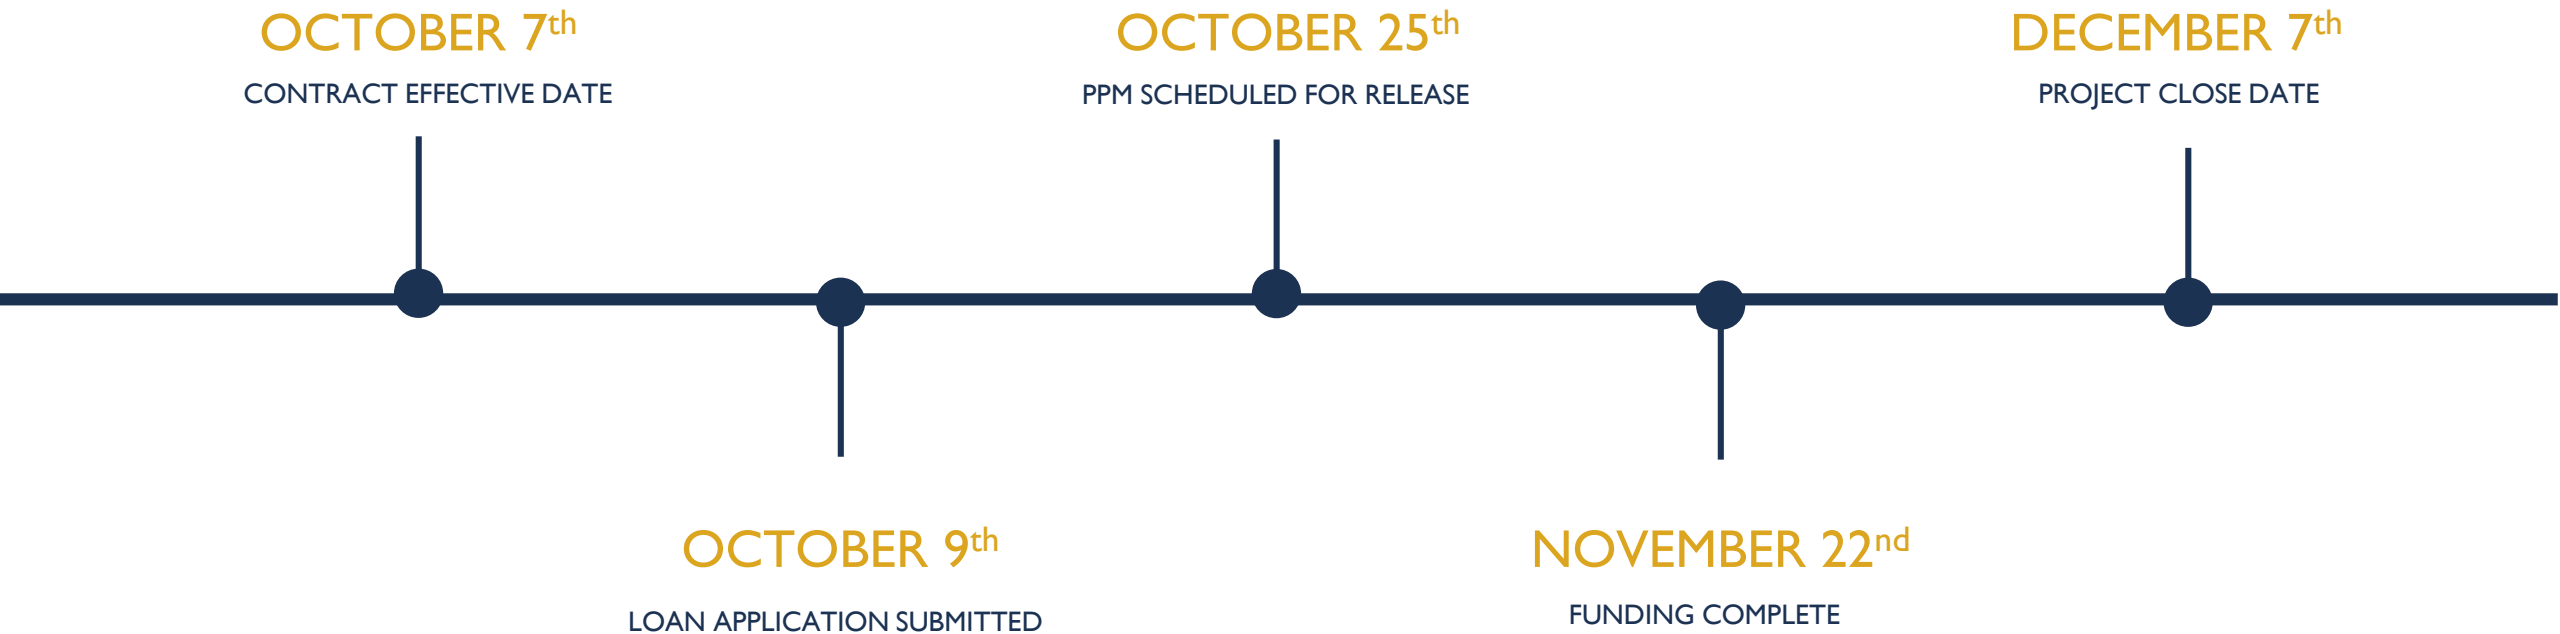 OCTOBER 7th
CONTRACT EFFECTIVE DATE
OCTOBER 9th
LOAN APPLICATION SUBMITTED
OCTOBER 25th
PPM SCHEDULED FOR RELEASE
NOVEMBER 22nd
FUNDING COMPLETE
DECEMBER 7th
PROJECT CLOSE DATE